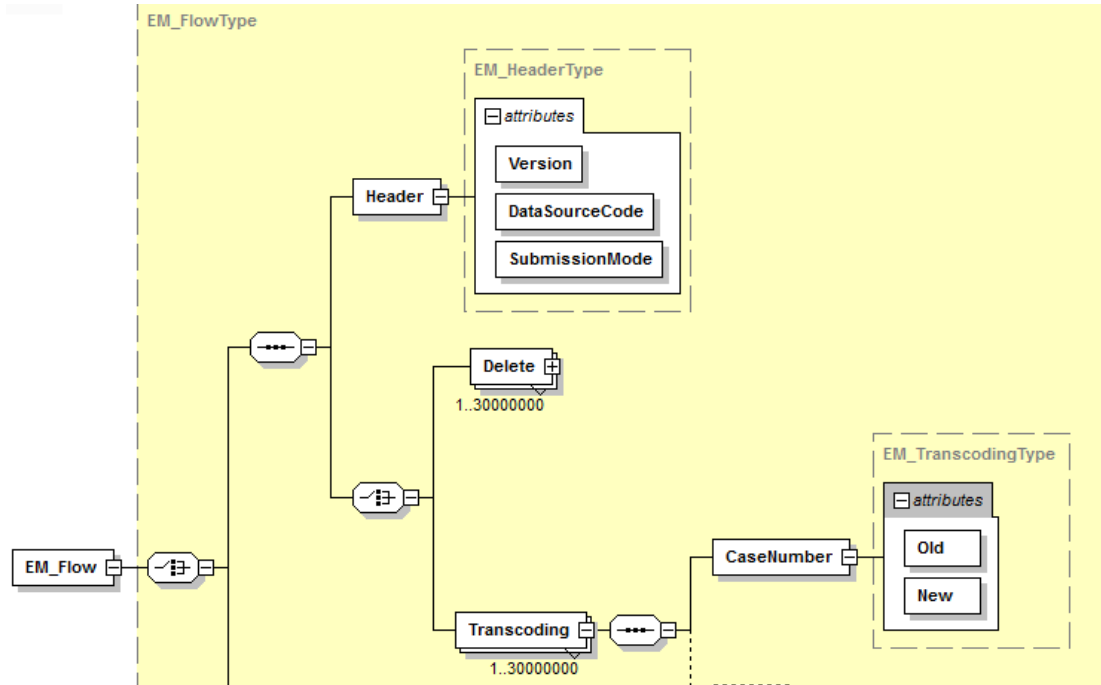 EM_FlowType
EM_HeaderType
attributes
Version
Header
DataSourceCode
SubmissionMode
Delete
1..30000000
EM_TranscodingType
attributes
Old
EM_Flow
CaseNumber
New
Transcoding
1..30000000